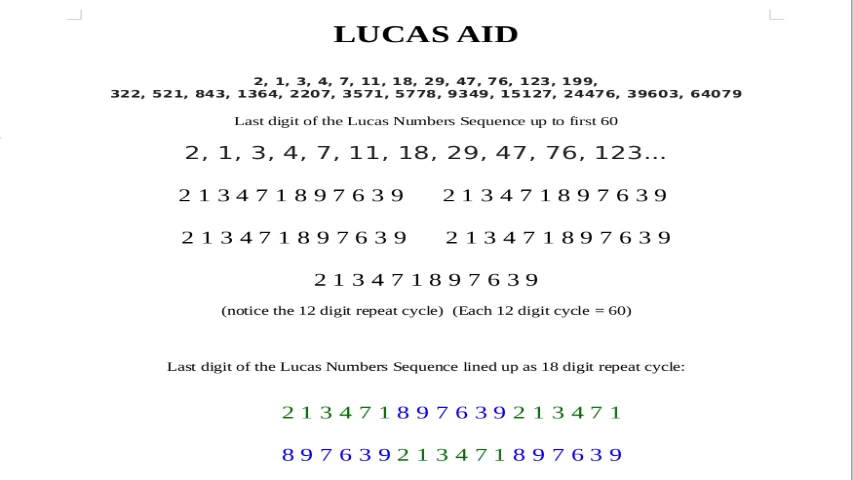 LUCAS AID
2, 1, 3, 4, 7, 11, 18, 29, 47, 76, 123, 199,
322, 521, 843, 1364, 2207, 3571, 5778, 9349, 15127, 24476, 39603, 64079
Last digit of the Lucas Numbers Sequence up to first 60
2, 1, 3, 4, 7, 11, 18, 29, 47, 76, 123...
2 1 3 4 7 1 8 9 7 6 3 9 2 1 3 4 7 1 8 9 7 6 3 9
2 1 3 4 7 1 8 9 7 6 3 9 2 1 3 4 7 1 8 9 7 6 3 9
2 1 3 4 7 1 8 9 7 6 3 9
(notice the 12 digit repeat cycle) (Each 12 digit cycle = 60)
Last digit of the Lucas Numbers Sequence lined up as 18 digit repeat cycle:
2 1 3 4 7 1 8 9 7 6 3 9 2 1 3 4 7 1
8 9 7 6 3 9 2 1 3 4 7 1 8 9 7 6 3 9